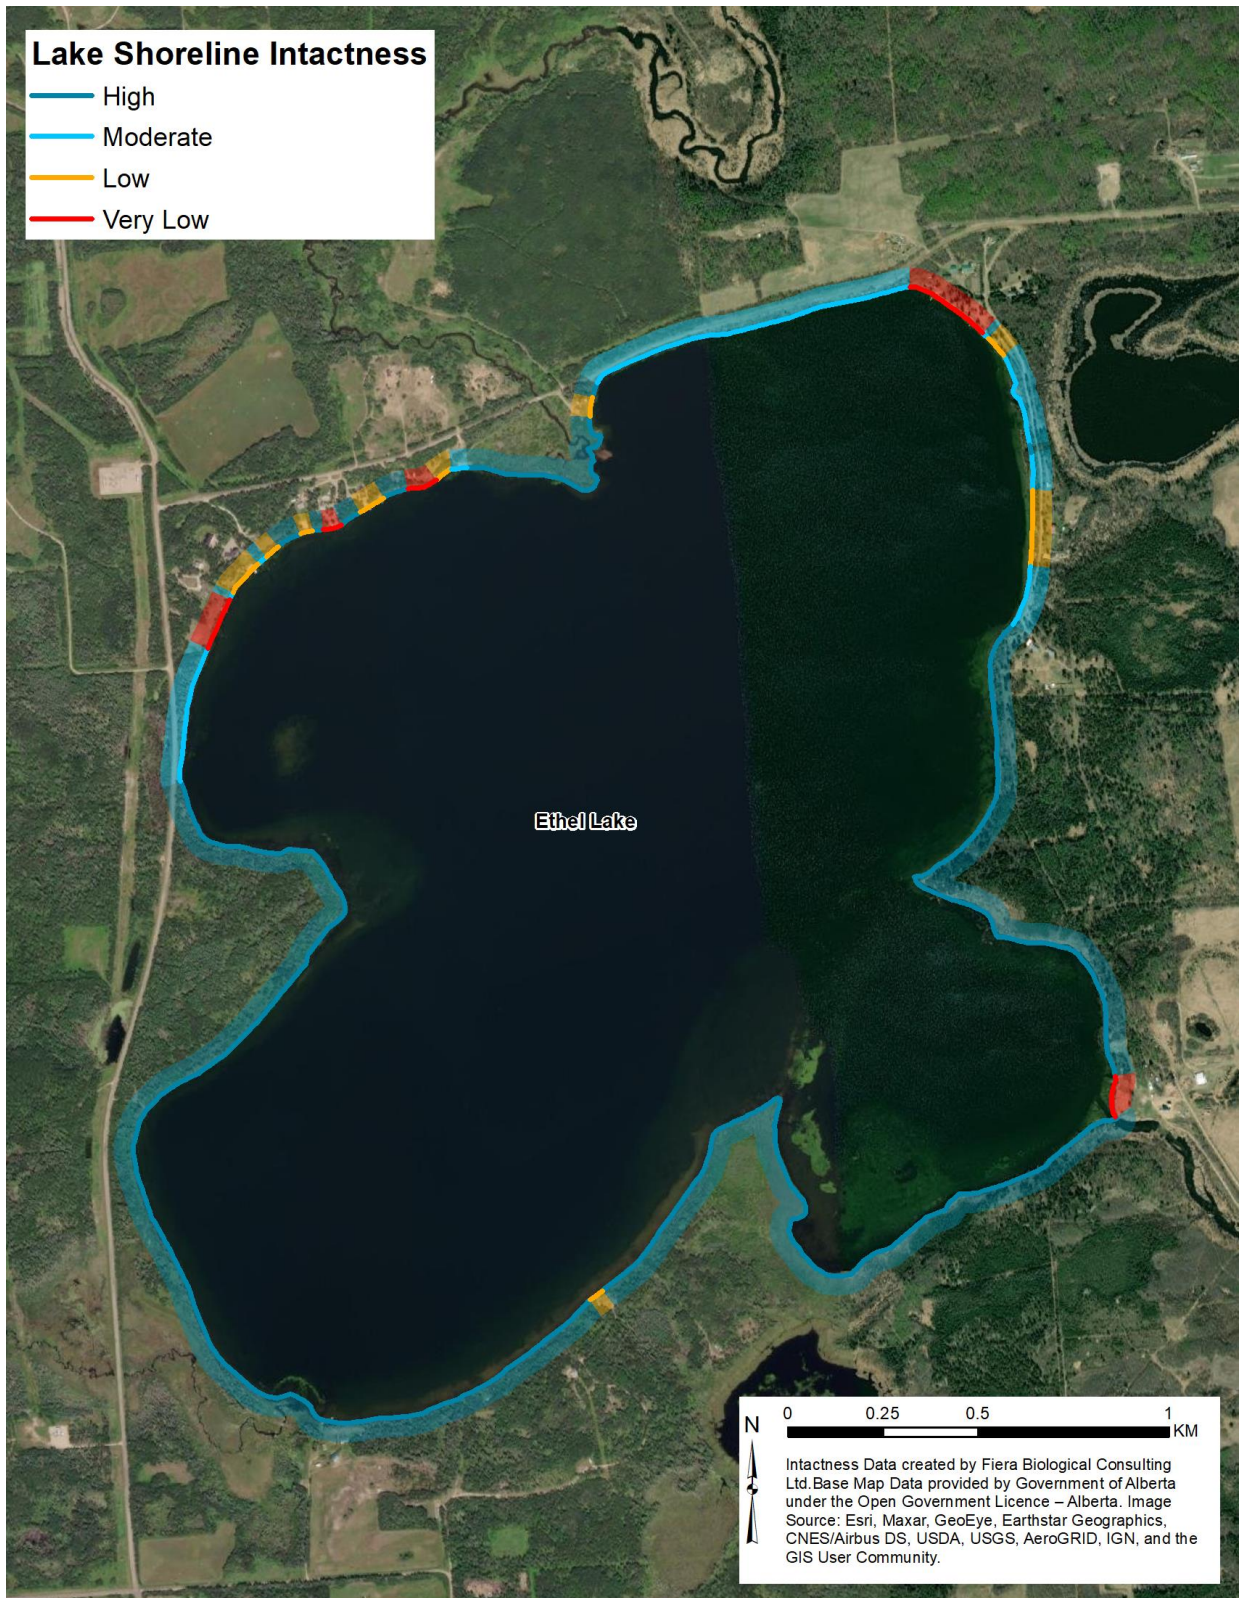 Lake Shoreline Intactness
High
Moderate
Low
Very Low
Ethel Lake
N
0 0.25 0.5 1
KM
Intactness Data created by Fiera Biological Consulting
Ltd.Base Map Data provided by Government of Alberta
under the Open Government Licence – Alberta. Image
Source: Esri, Maxar, GeoEye, Earthstar Geographics,
CNES/Airbus DS, USDA, USGS, AeroGRID, IGN, and the
GIS User Community.